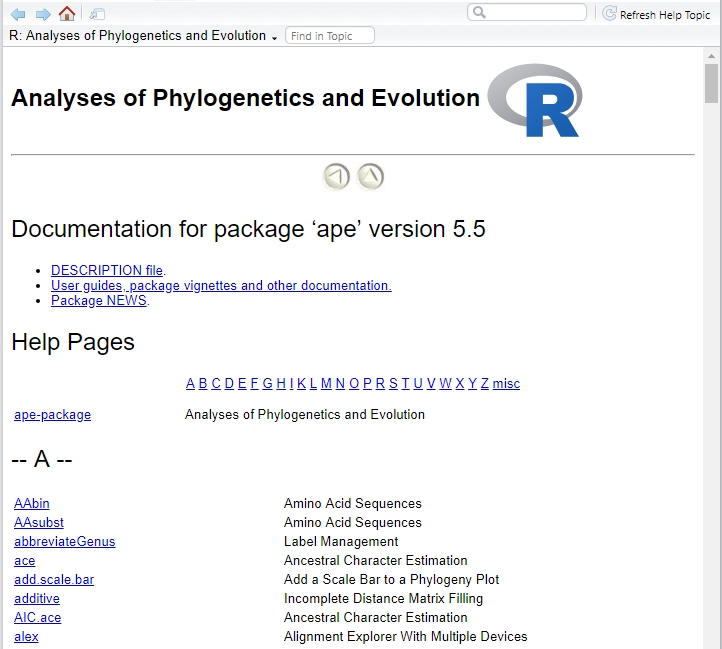 Refresh Help Topic
R: Analyses of Phylogenetics and Evolution
Find in Topic
Analyses of Phylogenetics and Evolution
R
Documentation for package ‘ape’ version 5.5
• DESCRIPTION file.
• User guides, package vignettes and other documentation.
• Package NEWS.
Help Pages
A B C D E F G H I K L M N O P R S T U V W X Y Z misc
ape-package Analyses of Phylogenetics and Evolution
-- A --
AAbin Amino Acid Sequences
AAsubst Amino Acid Sequences
abbreviateGenus Label Management
ace Ancestral Character Estimation
add.scale.bar Add a Scale Bar to a Phylogeny Plot
additive Incomplete Distance Matrix Filling
AIC.ace Ancestral Character Estimation
alex Alignment Explorer With Multiple Devices